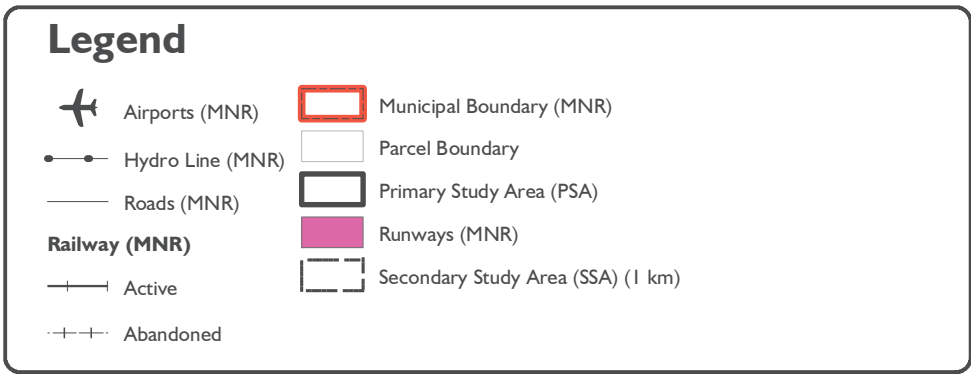 Legend
Airports (MNR)
Hydro Line (MNR)
Roads (MNR)
Railway (MNR)
Active
Abandoned
Municipal Boundary (MNR)
Parcel Boundary
Primary Study Area (PSA)
Runways (MNR)
Secondary Study Area (SSA) (1 km)